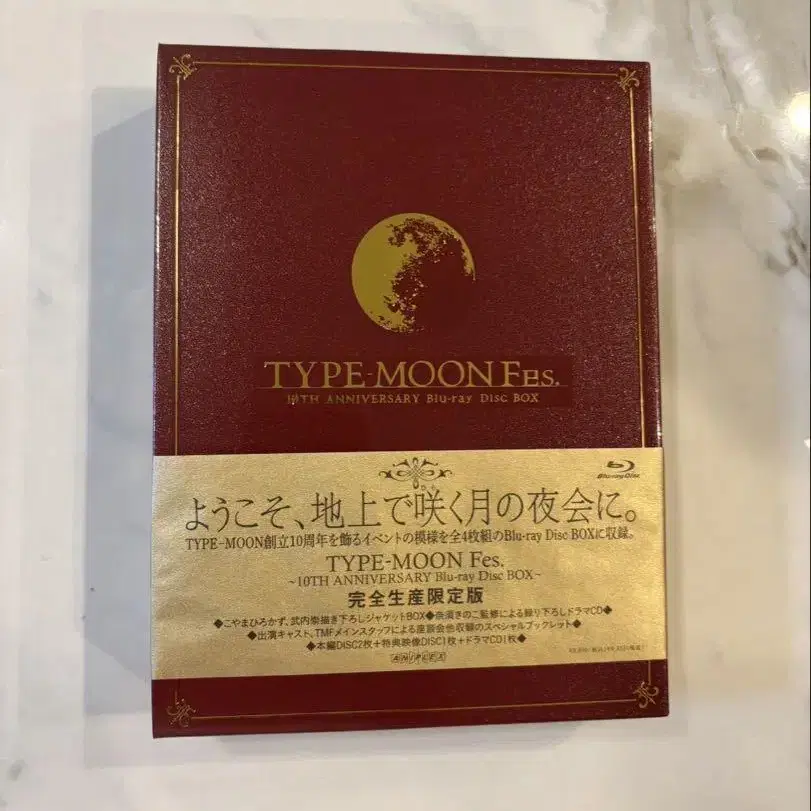 TYPE-MOON FES.
10TH ANNIVERSARY Blu-ray Disc BOX
Blu-ray Disc
ようこそ、地上で咲く月の夜会に。
TYPE-MOON創立10周年を飾るイベントの模様を全4枚組のBlu-ray Disc BOXに収録。
TYPE-MOON Fes.
~10TH ANNIVERSARY Blu-ray Disc BOX~
完全生産限定版
◆こやまひろかず、武内崇描き下ろしジャケットBOX◆奈須きのこ監修による録り下ろしドラマCD◆
◆出演キャスト、TMFメインスタッフによる座談会他収録のスペシャルブックレット◆
◆本編DISC2枚+特典映像DISC1枚+ドラマCD1枚◆
ANIPLEX